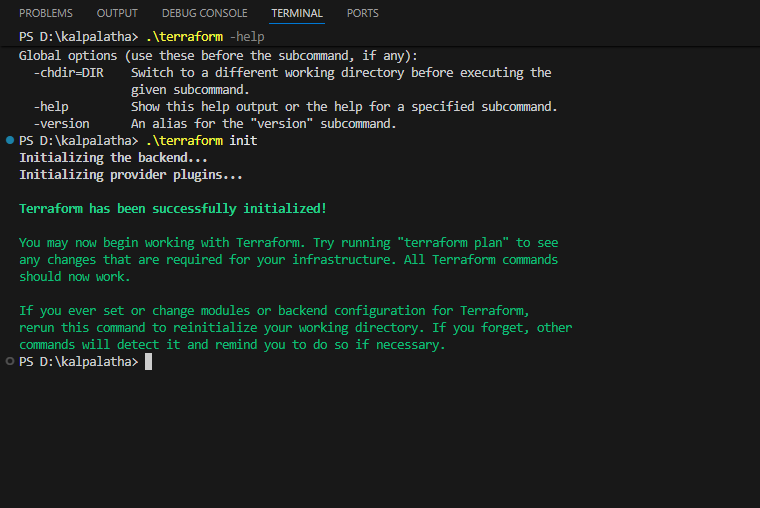 PROBLEMS OUTPUT DEBUG CONSOLE TERMINAL PORTS
PS D:\kalpalatha> .\terraform -help
Global options (use these before the subcommand, if any):
  -chdir=DIR    Switch to a different working directory before executing the
                given subcommand.
  -help         Show this help output or the help for a specified subcommand.
  -version      An alias for the "version" subcommand.
PS D:\kalpalatha> .\terraform init
Initializing the backend...
Initializing provider plugins...

Terraform has been successfully initialized!

You may now begin working with Terraform. Try running "terraform plan" to see
any changes that are required for your infrastructure. All Terraform commands
should now work.

If you ever set or change modules or backend configuration for Terraform,
rerun this command to reinitialize your working directory. If you forget, other
commands will detect it and remind you to do so if necessary.
PS D:\kalpalatha>